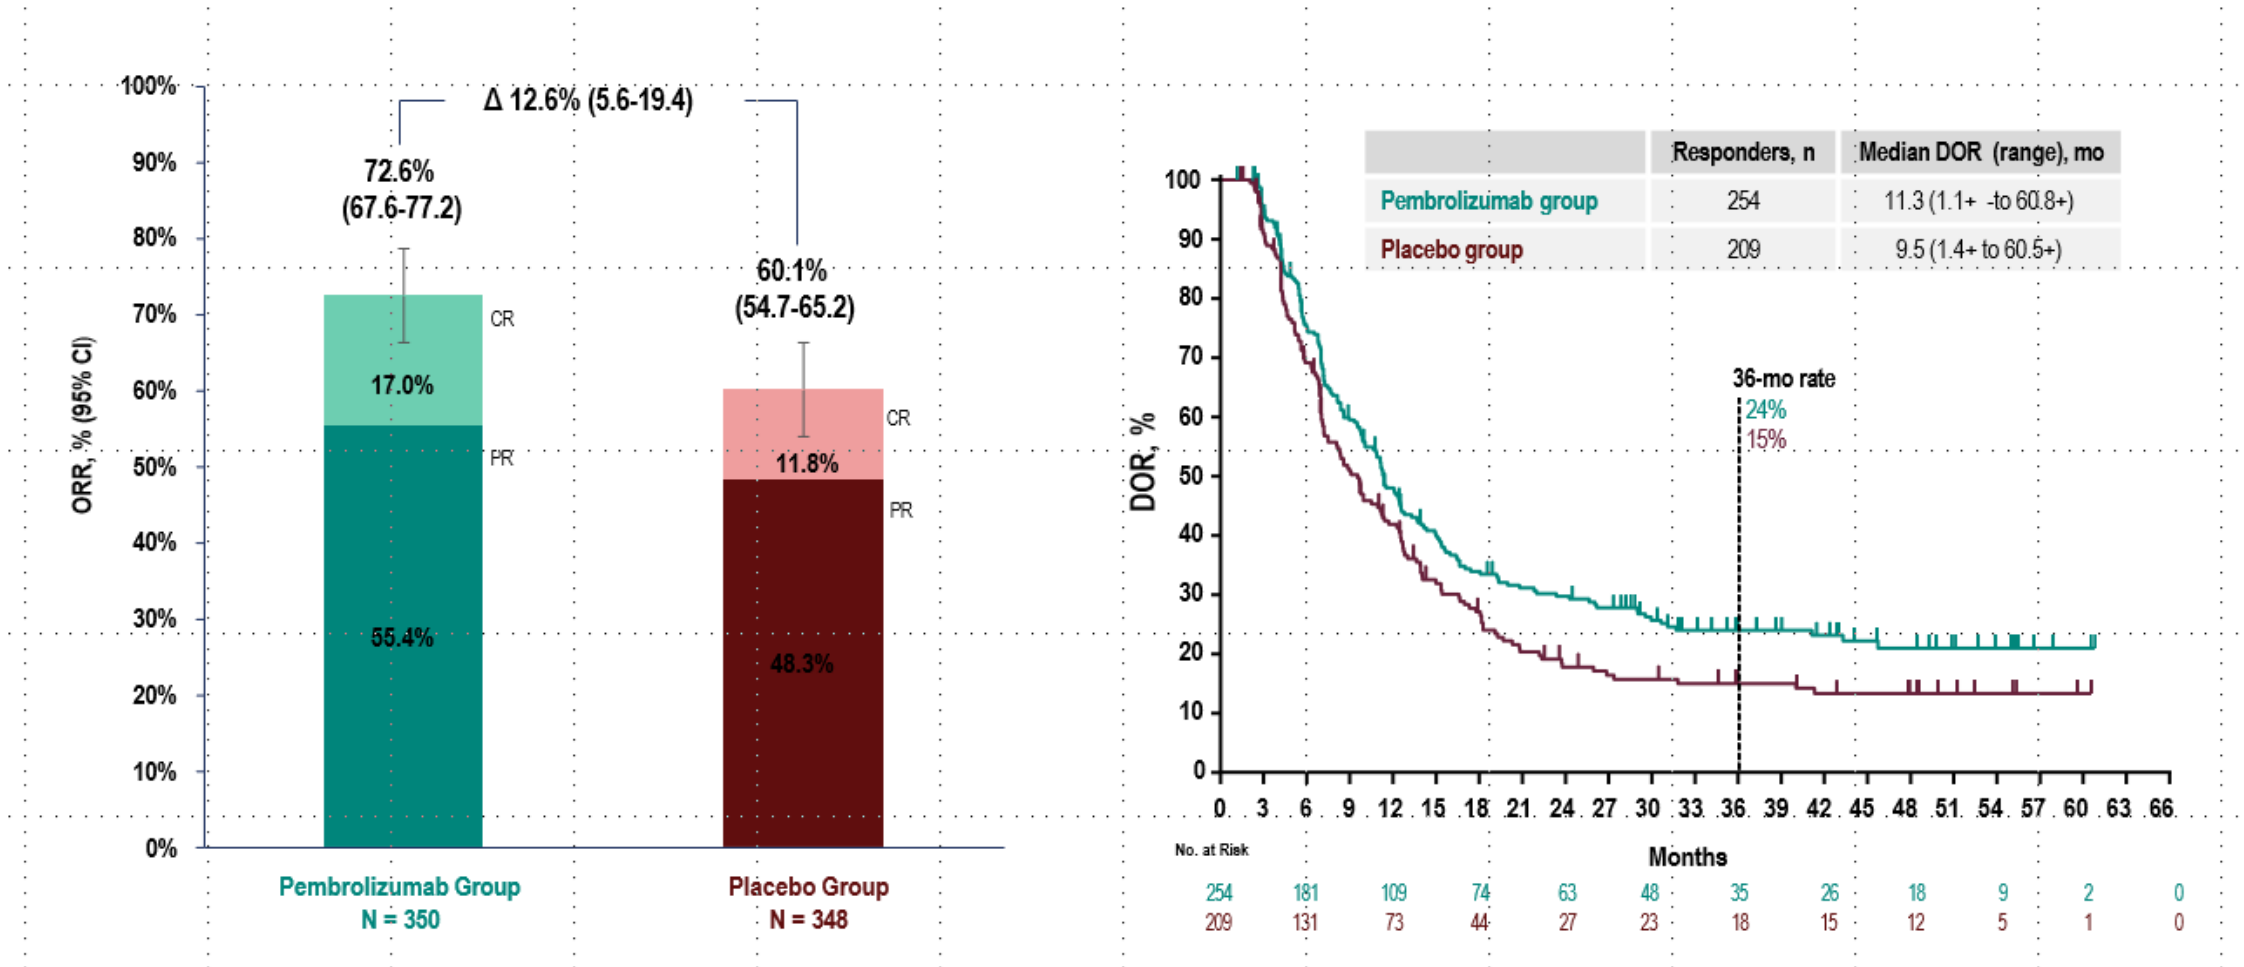 100%
90%
80%
70%
60%
50%
40%
30%
20%
10%
0%
ORR, % (95% CI)
Δ 12.6% (5.6-19.4)
72.6%
(67.6-77.2)
60.1%
(54.7-65.2)
CR
17.0%
PR
55.4%
CR
11.8%
PR
48.3%
Pembrolizumab Group
N = 350
Placebo Group
N = 348
Responders, n Median DOR (range), mo
Pembrolizumab group 254 11.3 (1.1+ -to 60.8+)
Placebo group 209 9.5 (1.4+ to 60.5+)
100
90
80
70
60
50
40
30
20
10
0
DOR, %
36-mo rate
24%
15%
0 3 6 9 12 15 18 21 24 27 30 33 36 39 42 45 48 51 54 57 60 63 66
No. at Risk
Months
254 181 109 74 63 48 35 26 18 9 2 0
209 131 73 44 27 23 18 15 12 5 1 0